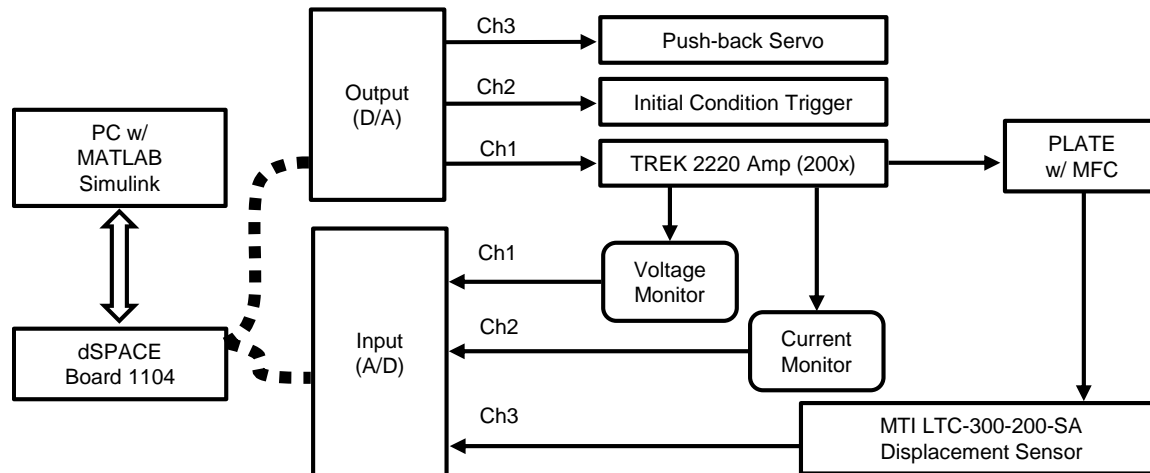 Ch3
Push-back Servo
Output
(D/A)
Ch2
Initial Condition Trigger
Ch1
TREK 2220 Amp (200x)
PLATE
w/ MFC
PC w/
MATLAB
Simulink
dSPACE
Board 1104
Input
(A/D)
Ch1
Voltage
Monitor
Ch2
Current
Monitor
Ch3
MTI LTC-300-200-SA
Displacement Sensor